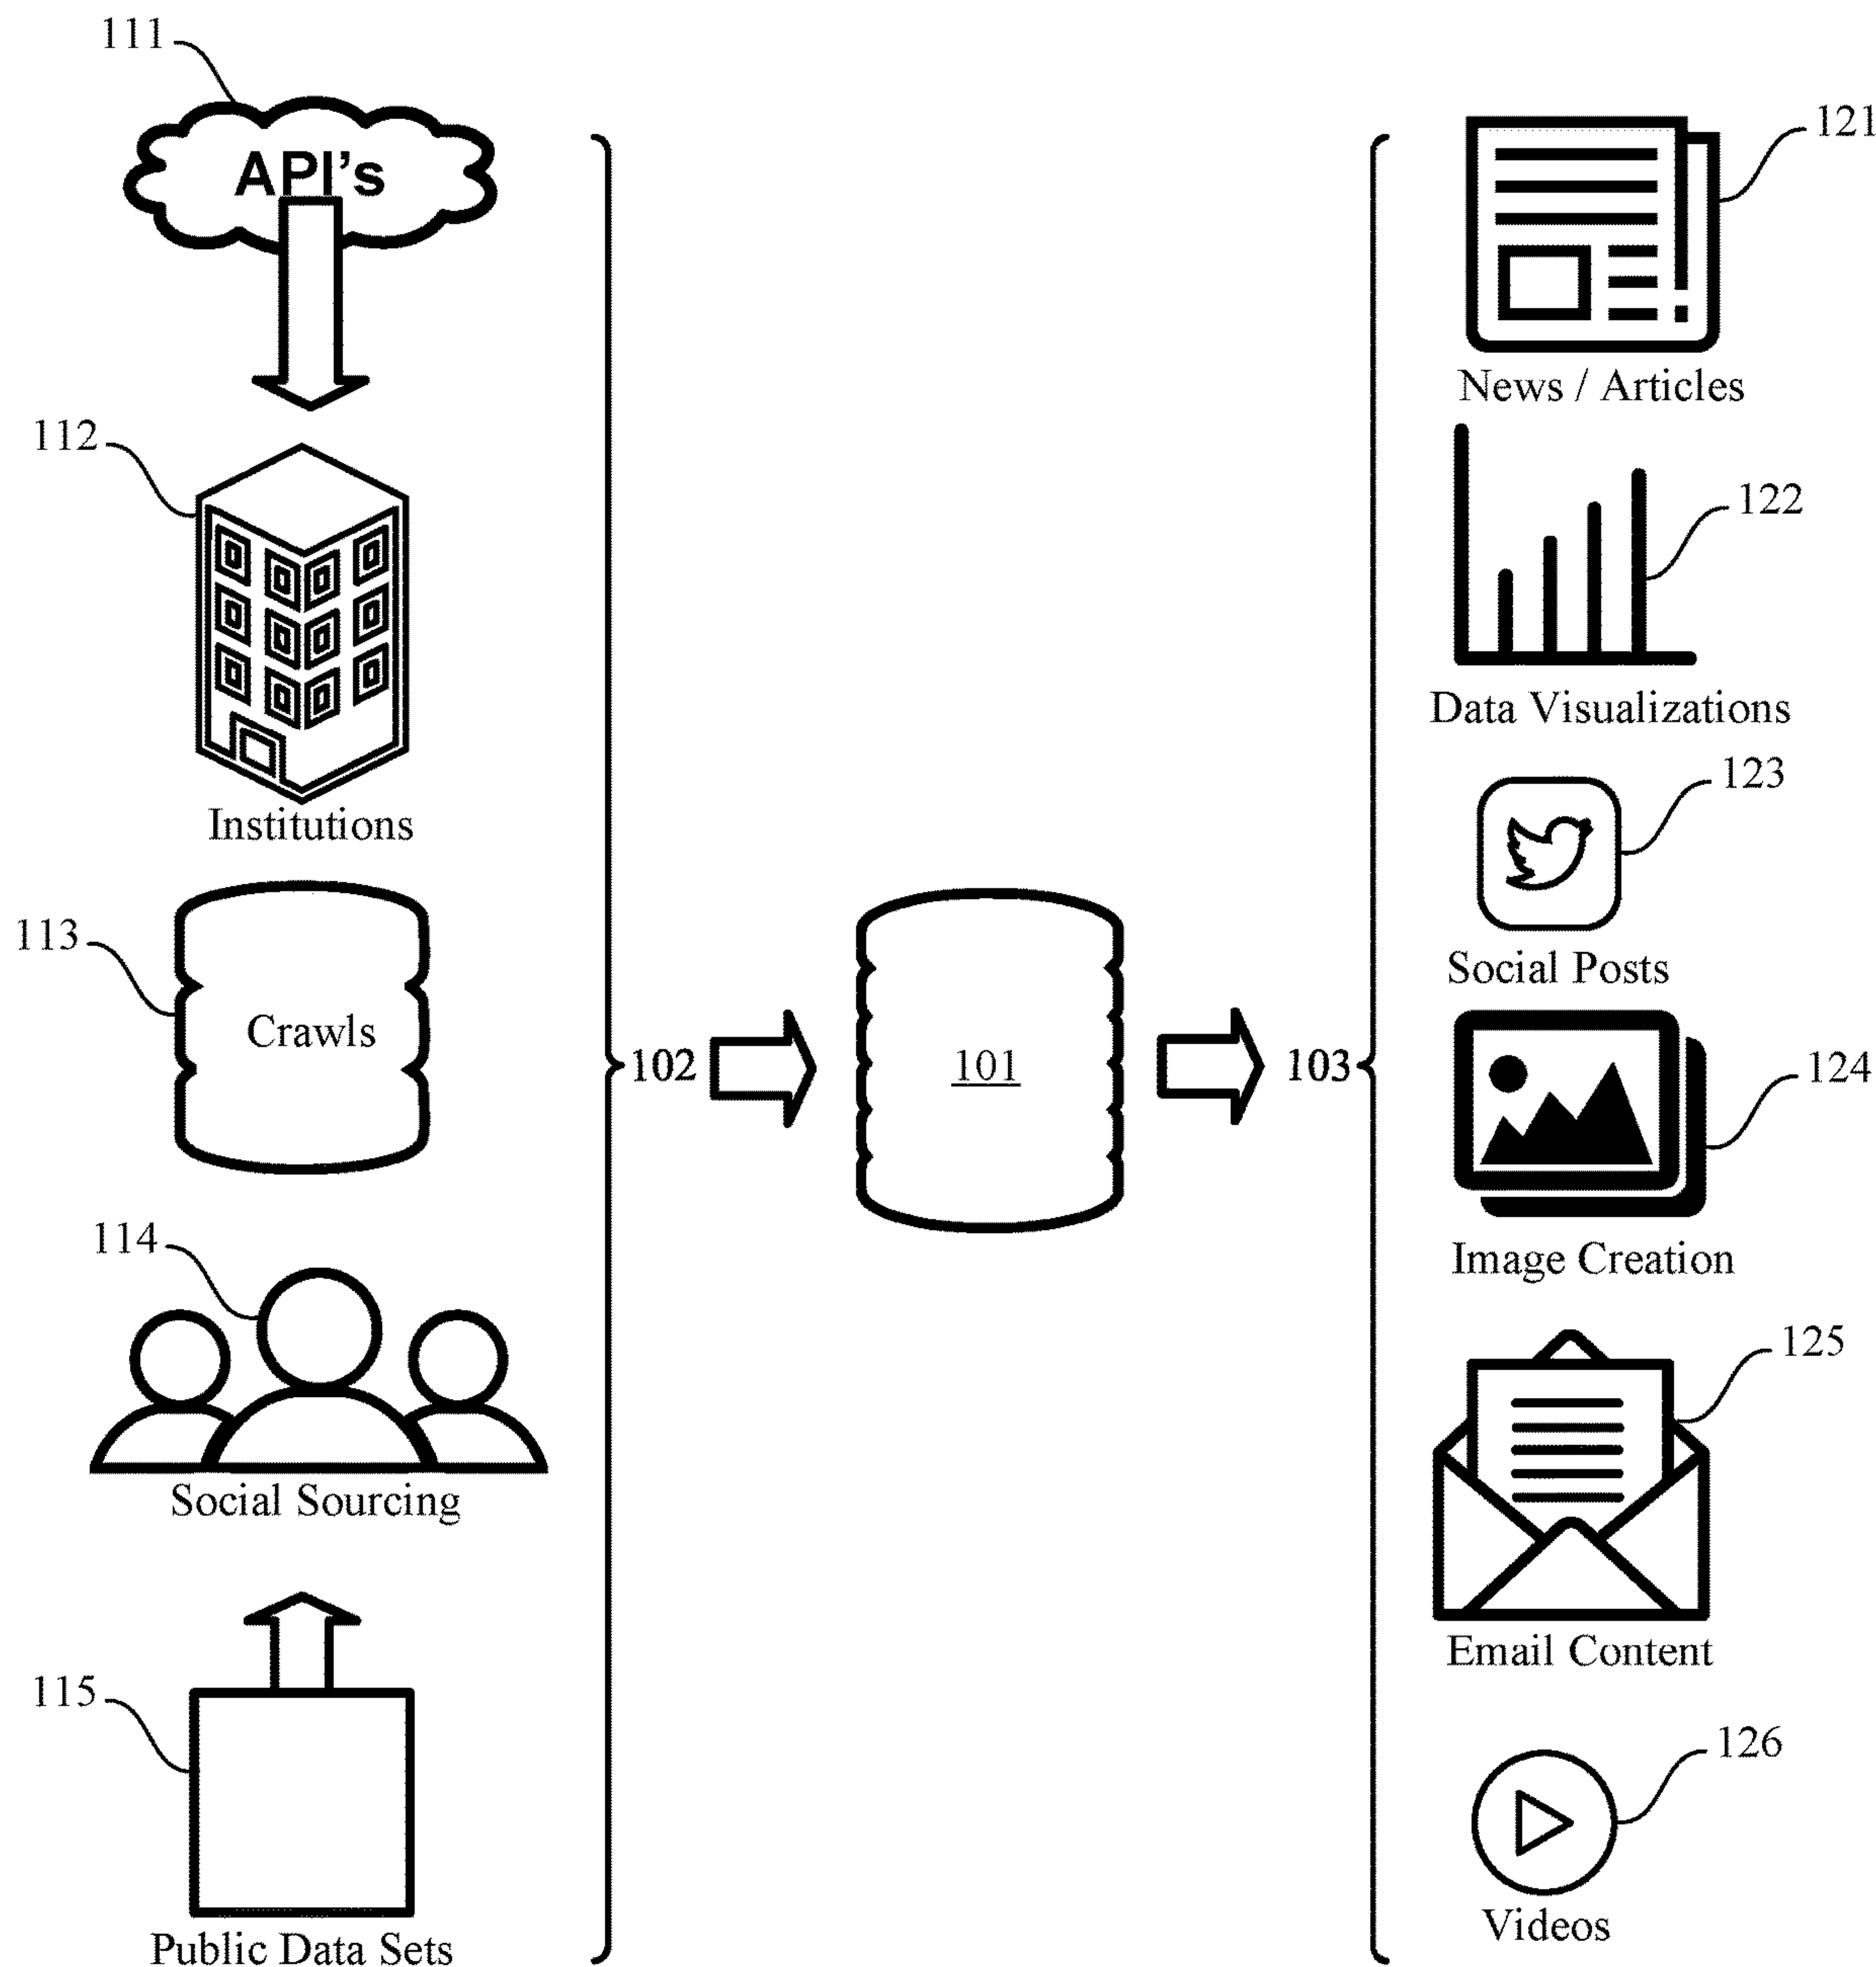 111
API's
112
Institutions
113
Crawls
114
Social Sourcing
115
Public Data Sets
102
101
103
121
News / Articles
122
Data Visualizations
123
Social Posts
124
Image Creation
125
Email Content
126
Videos